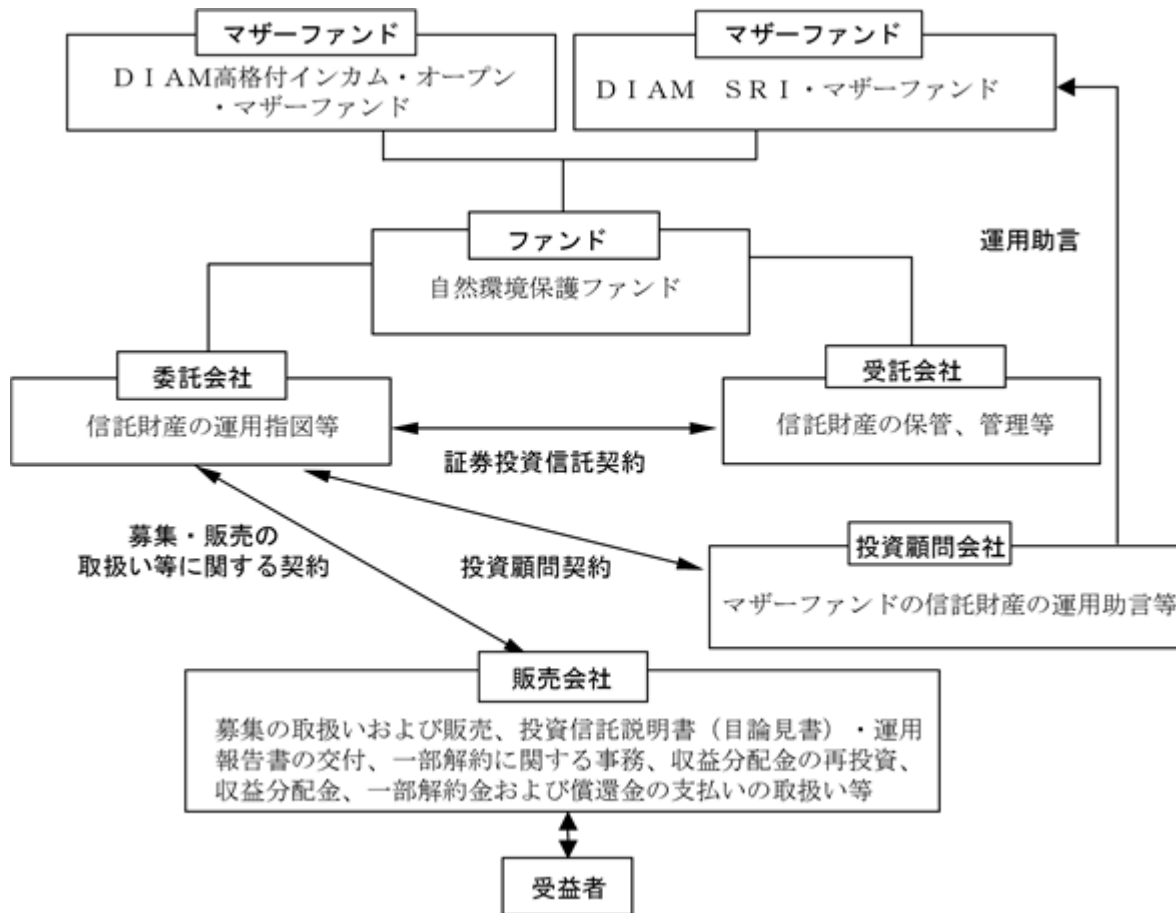 マザーファンド
DIAM高格付インカム・オープン
・マザーファンド
マザーファンド
DIAM SRI・マザーファンド
運用助言
ファンド
自然環境保護ファンド
委託会社
信託財産の運用指図等
受託会社
信託財産の保管、管理等
証券投資信託契約
募集・販売の
取扱い等に関する契約
投資顧問契約
投資顧問会社
マザーファンドの信託財産の運用助言等
販売会社
募集の取扱いおよび販売、投資信託説明書（目論見書）・運用
報告書の交付、一部解約に関する事務、収益分配金の再投資、
収益分配金、一部解約金および償還金の支払いの取扱い等
受益者